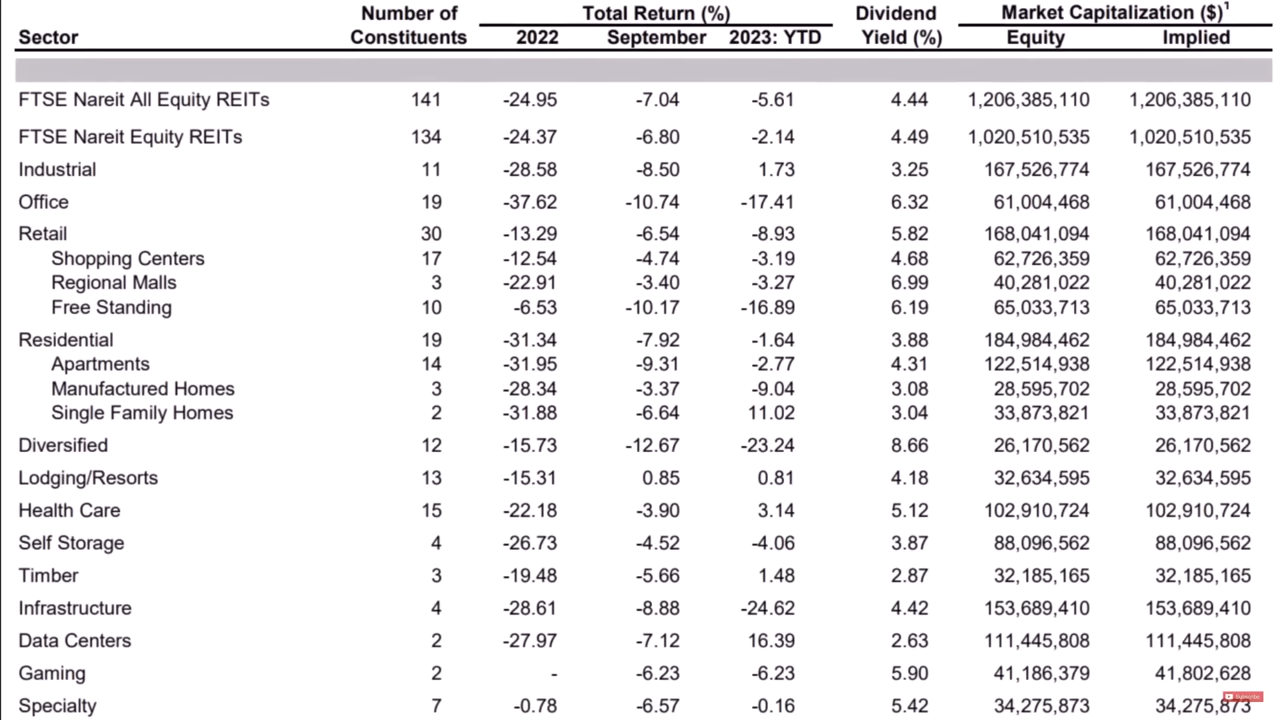 Number of Total Return (%) Dividend Market Capitalization ($)¹
Sector Constituents 2022 September 2023: YTD Yield (%) Equity Implied
FTSE Nareit All Equity REITs 141 -24.95 -7.04 -5.61 4.44 1,206,385,110 1,206,385,110
FTSE Nareit Equity REITs 134 -24.37 -6.80 -2.14 4.49 1,020,510,535 1,020,510,535
Industrial 11 -28.58 -8.50 1.73 3.25 167,526,774 167,526,774
Office 19 -37.62 -10.74 -17.41 6.32 61,004,468 61,004,468
Retail 30 -13.29 -6.54 -8.93 5.82 168,041,094 168,041,094
Shopping Centers 17 -12.54 -4.74 -3.19 4.68 62,726,359 62,726,359
Regional Malls 3 -22.91 -3.40 -3.27 6.99 40,281,022 40,281,022
Free Standing 10 -6.53 -10.17 -16.89 6.19 65,033,713 65,033,713
Residential 19 -31.34 -7.92 -1.64 3.88 184,984,462 184,984,462
Apartments 14 -31.95 -9.31 -2.77 4.31 122,514,938 122,514,938
Manufactured Homes 3 -28.34 -3.37 -9.04 3.08 28,595,702 28,595,702
Single Family Homes 2 -31.88 -6.64 11.02 3.04 33,873,821 33,873,821
Diversified 12 -15.73 -12.67 -23.24 8.66 26,170,562 26,170,562
Lodging/Resorts 13 -15.31 0.85 0.81 4.18 32,634,595 32,634,595
Health Care 15 -22.18 -3.90 3.14 5.12 102,910,724 102,910,724
Self Storage 4 -26.73 -4.52 -4.06 3.87 88,096,562 88,096,562
Timber 3 -19.48 -5.66 1.48 2.87 32,185,165 32,185,165
Infrastructure 4 -28.61 -8.88 -24.62 4.42 153,689,410 153,689,410
Data Centers 2 -27.97 -7.12 16.39 2.63 111,445,808 111,445,808
Gaming 2 - -6.23 -6.23 5.90 41,186,379 41,802,628
Subscribe
Specialty 7 -0.78 -6.57 -0.16 5.42 34,275,873 34,275,873